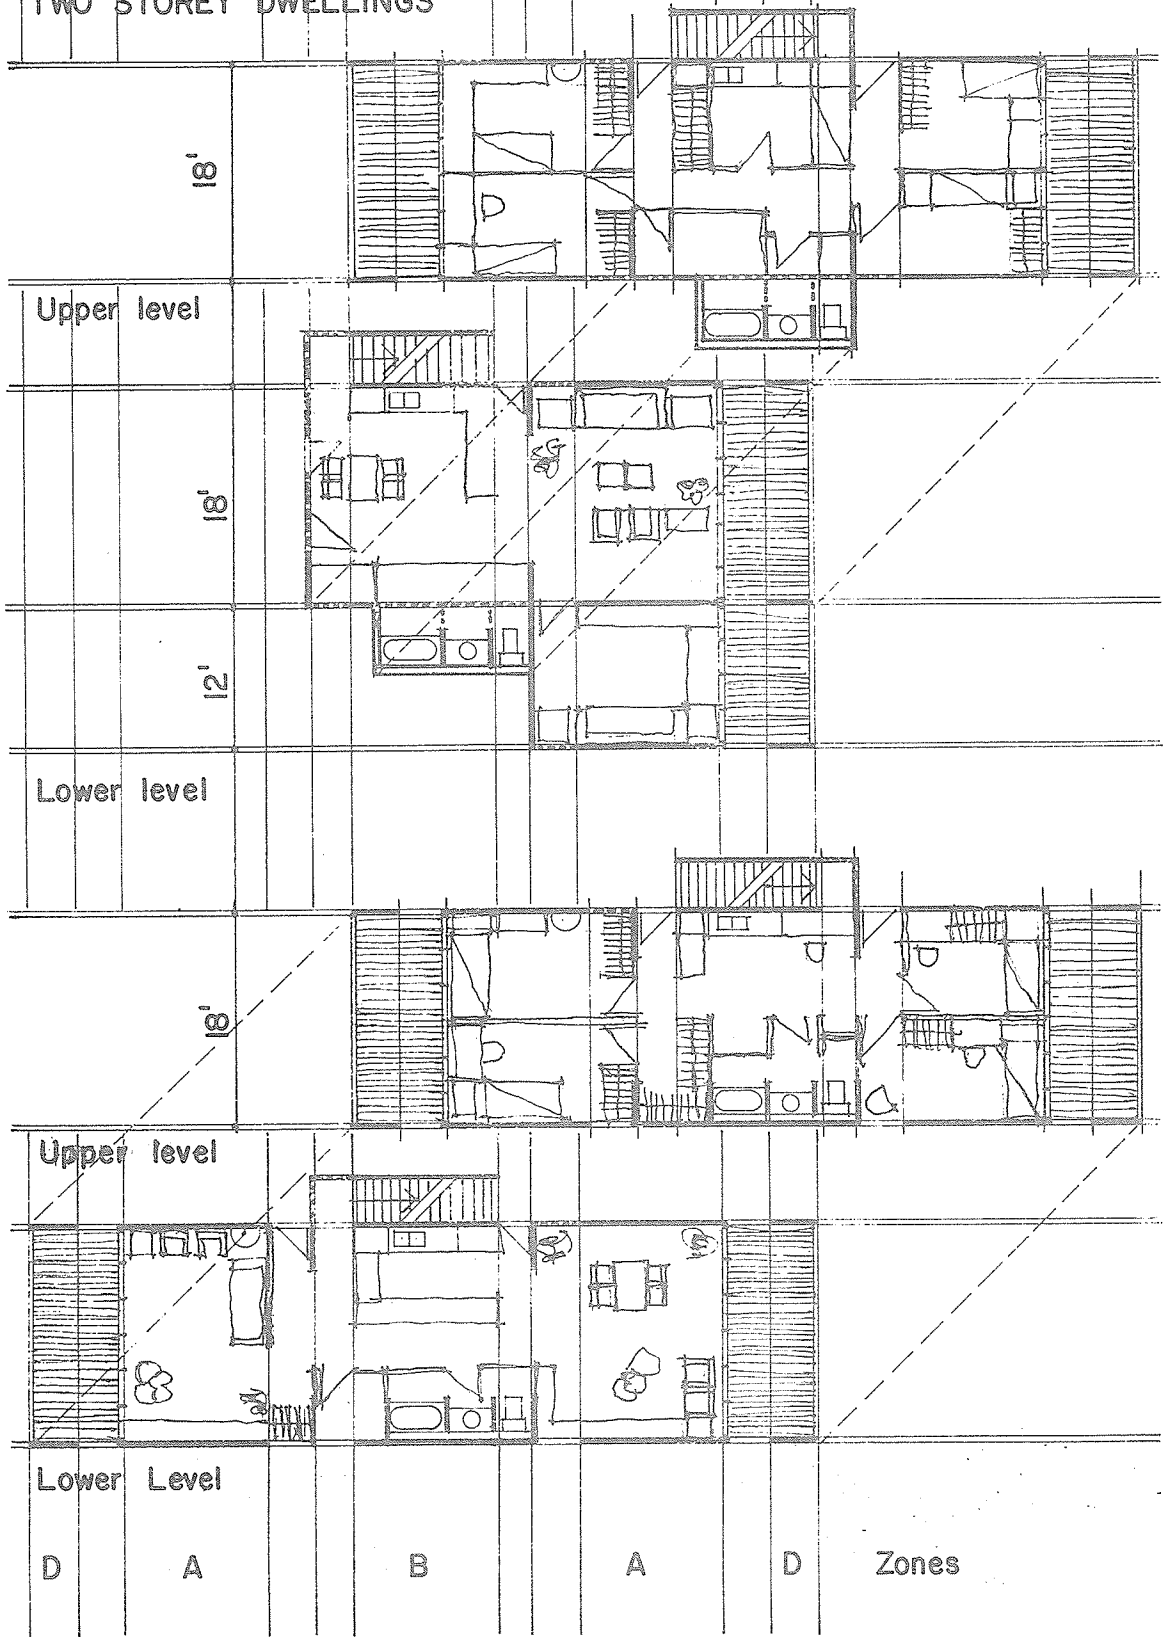 TWO STOREY DWELLINGS
18'
Upper level
18'
12'
Lower level
18'
Upper level
Lower Level
D A B A D Zones